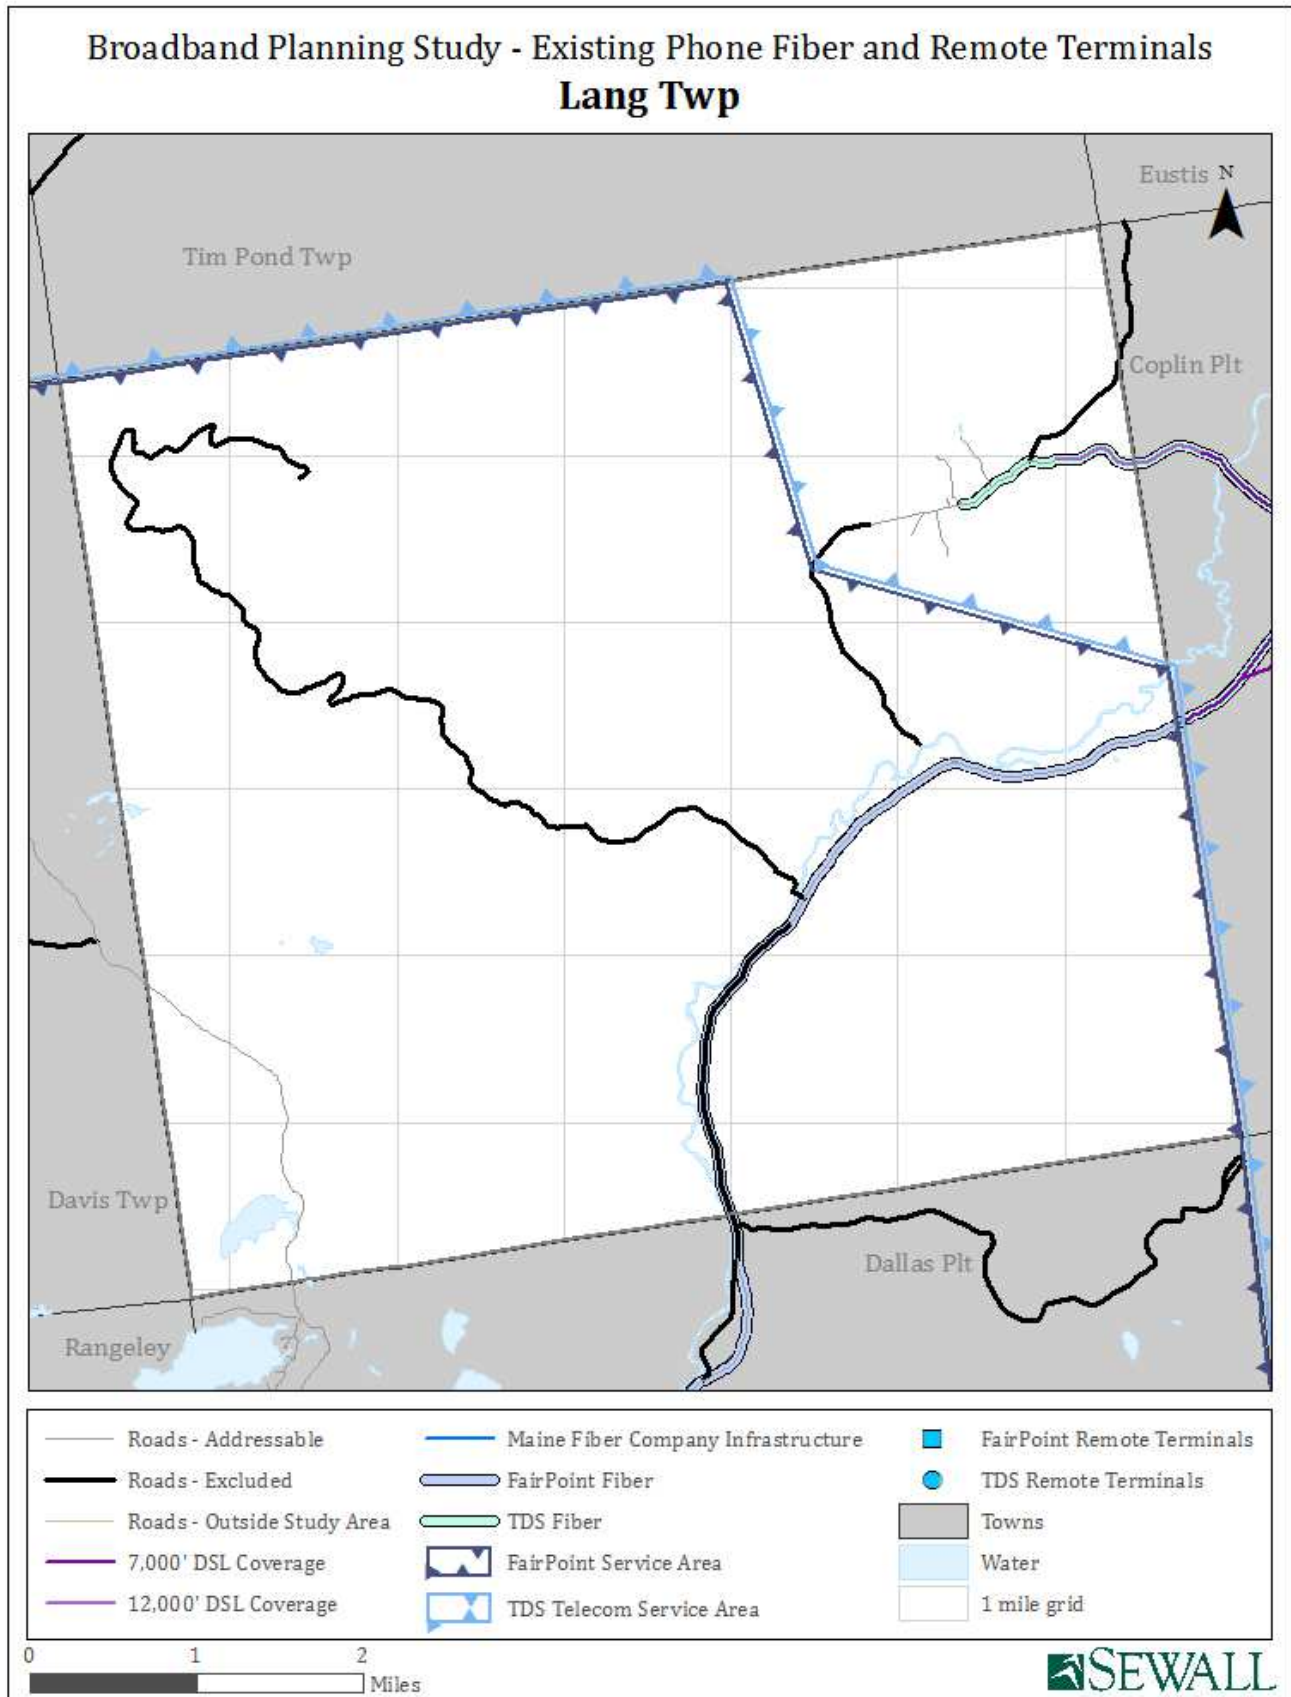 Broadband Planning Study - Existing Phone Fiber and Remote Terminals
Lang Twp
Eustis N
Tim Pond Twp
Coplin Plt
Davis Twp
Dallas Plt
Rangeley
Roads - Addressable
Roads - Excluded
Roads - Outside Study Area
7,000' DSL Coverage
12,000' DSL Coverage
Maine Fiber Company Infrastructure
FairPoint Fiber
TDS Fiber
FairPoint Service Area
TDS Telecom Service Area
FairPoint Remote Terminals
TDS Remote Terminals
Towns
Water
1 mile grid
0 1 2
Miles
SEWALL